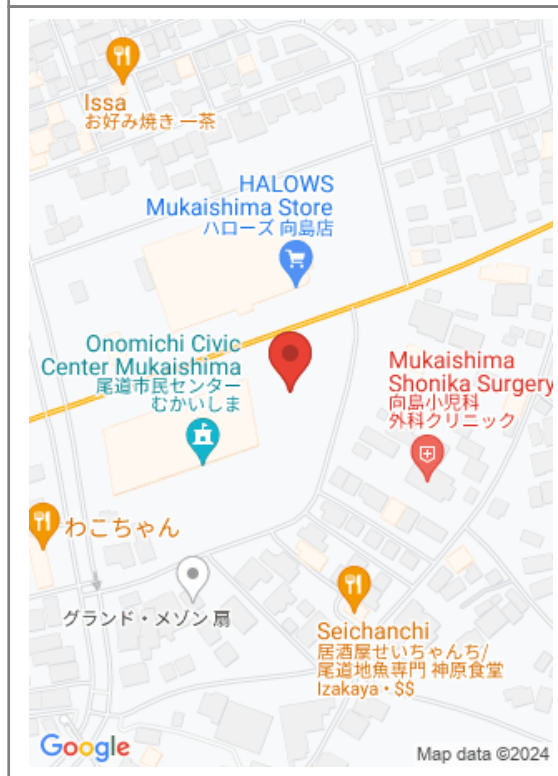 Issa
お好み焼き 一茶
HALOWS
Mukaishima Store
ハローズ 向島店
Onomichi Civic
Center Mukaishima
尾道市民センター
むかいしま
Mukaishima
Shonika Surgery
向島小児科
外科クリニック
わこちゃん
グランド・メゾン扇
Seichanchi
居酒屋せいちゃんち/
尾道地魚専門 神原食堂
Izakaya・$$
Google
Map data ©2024